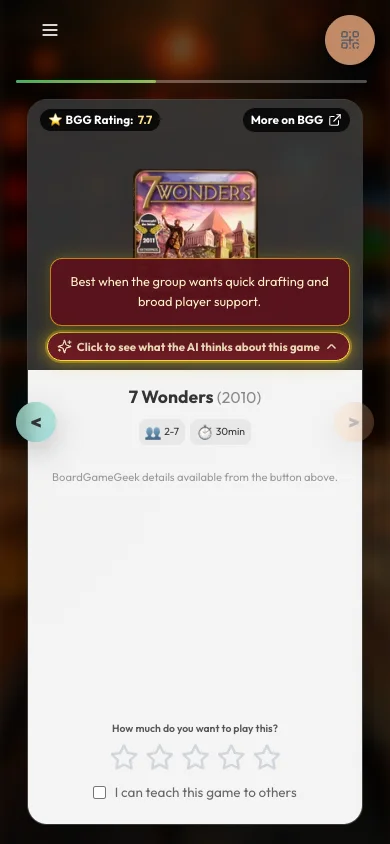 BGG Rating: 7.7
More on BGG
7 WONDERS
2011
Best when the group wants quick drafting and
broad player support.
Click to see what the AI thinks about this game
7 Wonders (2010)
2-7
30min
<
>
BoardGameGeek details available from the button above.
How much do you want to play this?
I can teach this game to others